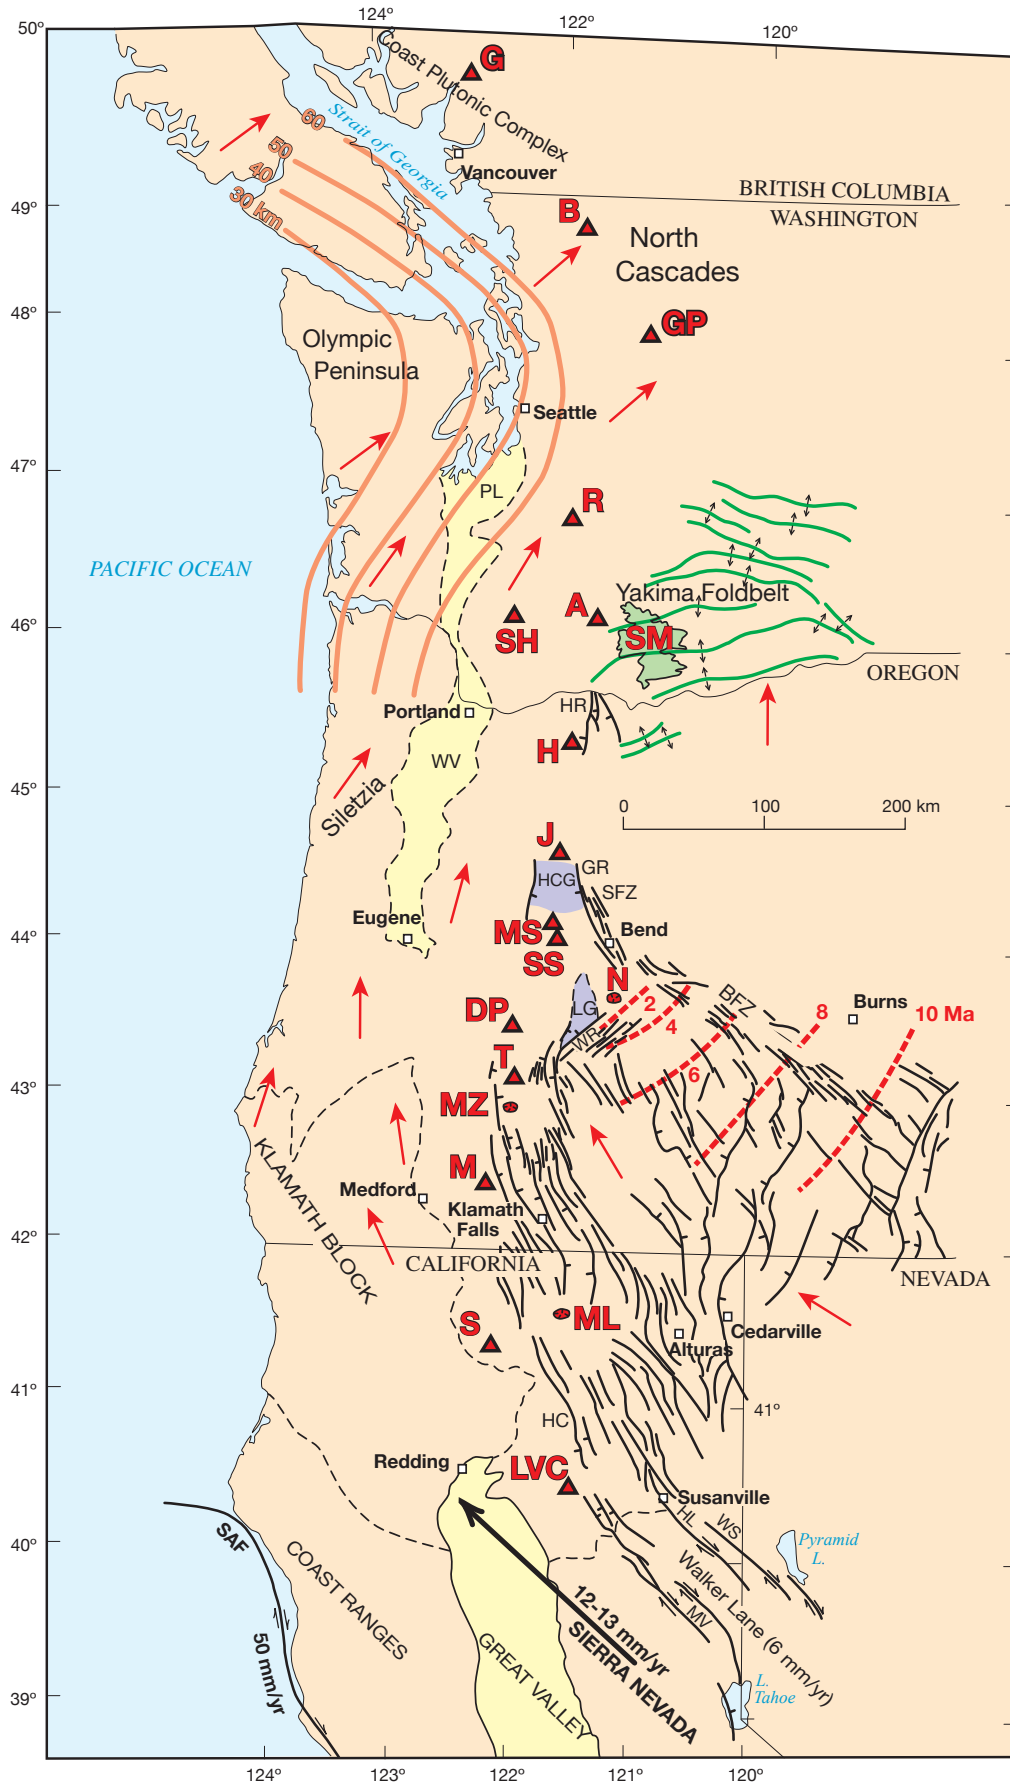 124°
122°
120°
50°
G
Coast Plutonic Complex
60
Strait of Georgia
50
40
30 km
Vancouver
49°
BRITISH COLUMBIA
WASHINGTON
B
North
Cascades
48°
GP
Olympic
Peninsula
Seattle
47°
PL
R
PACIFIC OCEAN
Yakima Foldbelt
A
46°
SH
SM
OREGON
Portland
HR
H
WV
45°
Siletzia
0
100
200 km
J
HCG
GR
SFZ
Eugene
44°
MS
Bend
SS
N
DP
LG
2
BFZ
Burns
4
8
10 Ma
WR
T
6
43°
MZ
KLAMATH BLOCK
M
Medford
Klamath
Falls
42°
CALIFORNIA
NEVADA
S
ML
Cedarville
Alturas
41°
41°
HC
Redding
LVC
Susanville
HL
WS
40°
SAF
Pyramid
L.
COAST RANGES
Walker Lane (6 mm/yr)
12-13 mm/yr
MV
SIERRA NEVADA
GREAT VALLEY
50 mm/yr
L.
Tahoe
39°
124°
123°
122°
121°
120°